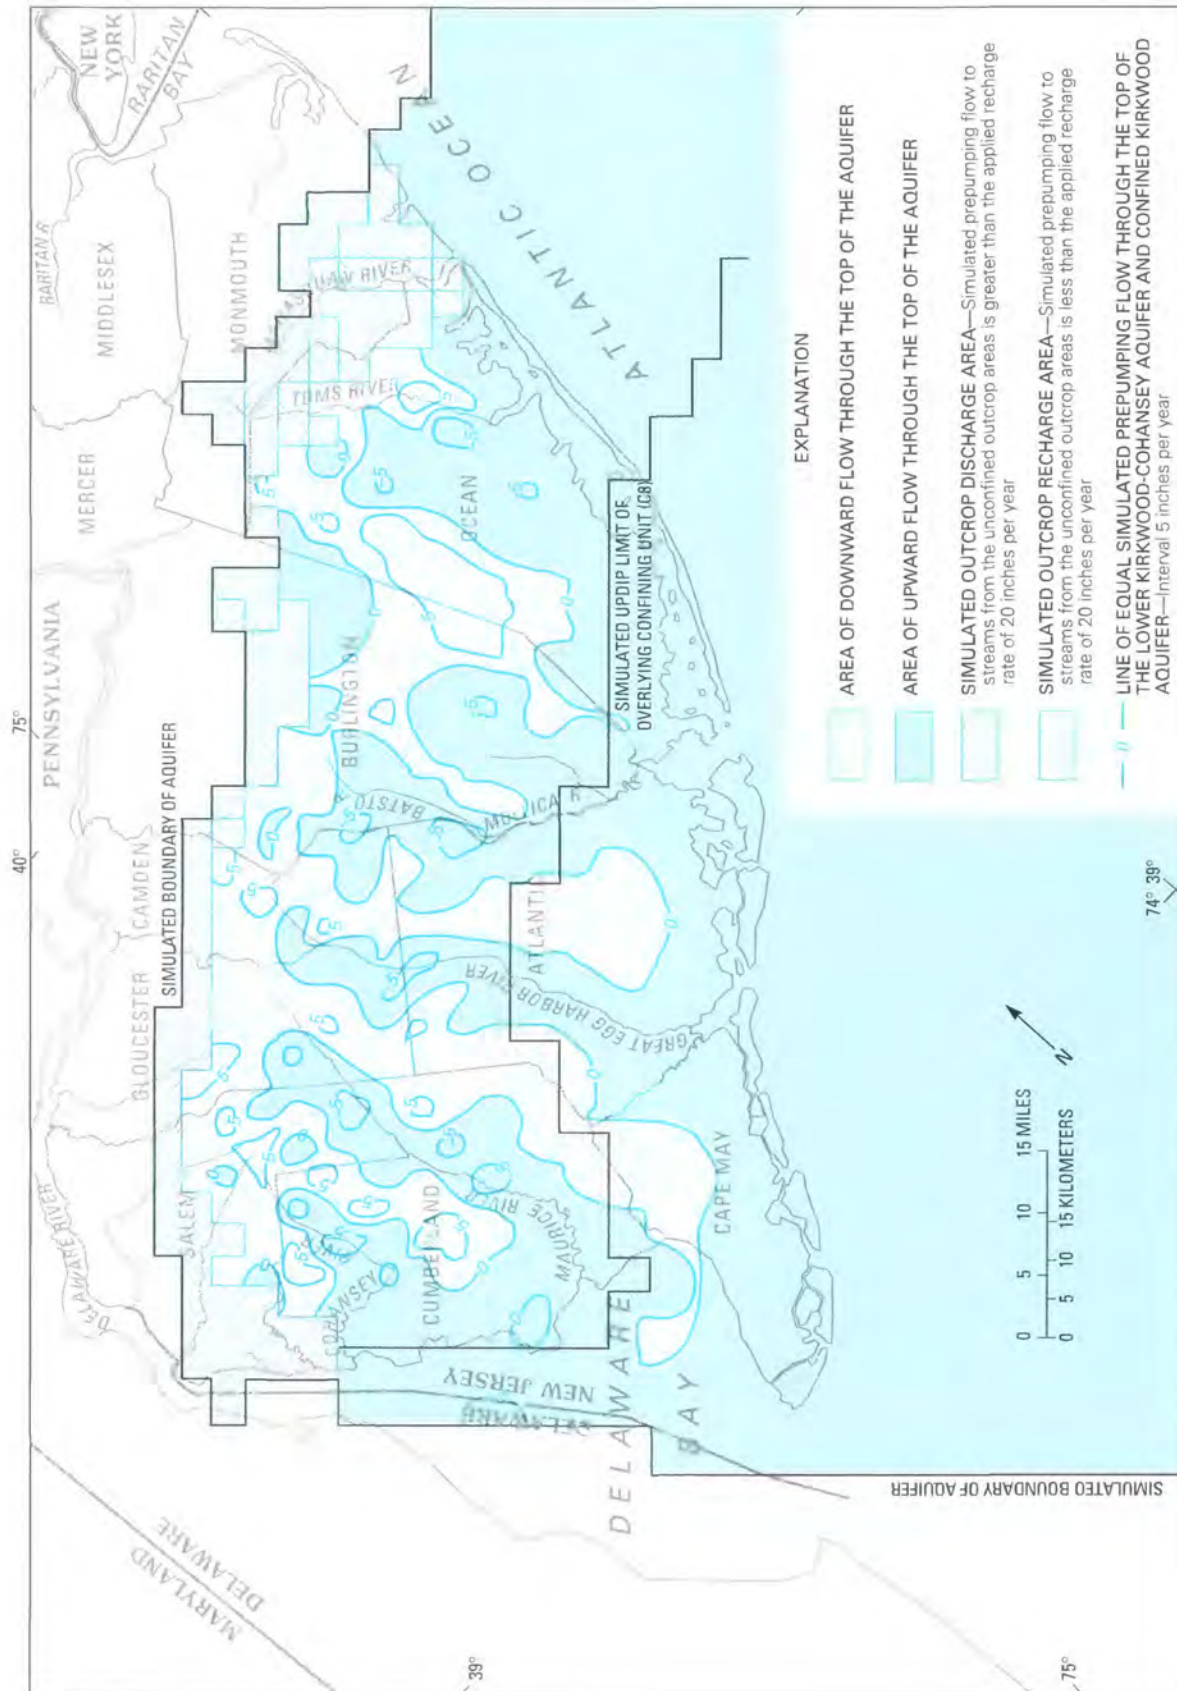 MARYLAND
DELAWARE
PENNSYLVANIA
40°
75°
NEW
YORK
RARITAN
BAY
RARITAN R
MIDDLESEX
MERCER
MONMOUTH
DELAWARE RIVER
GLOUCESTER
CAMDEN
SIMULATED BOUNDARY OF AQUIFER
SALEM
BURLINGTON
TOMS RIVER
OCEAN
BATSTO R
MULLICA R
COHANSEY
CUMBERLAND
MAURICE
RIVER
GREAT EGG HARBOR RIVER
ATLANTIC
SIMULATED UPDIP LIMIT OF
OVERLYING CONFINING UNIT (C8)
ATLANTIC OCEAN
NEW JERSEY
DELAWARE
DELAWARE
BAY
CAPE MAY
39°
75°
74° 39°
SIMULATED BOUNDARY OF AQUIFER
N
0 5 10 15 MILES
0 5 10 15 KILOMETERS
EXPLANATION
AREA OF DOWNWARD FLOW THROUGH THE TOP OF THE AQUIFER
AREA OF UPWARD FLOW THROUGH THE TOP OF THE AQUIFER
SIMULATED OUTCROP DISCHARGE AREA—Simulated prepumping flow to
streams from the unconfined outcrop areas is greater than the applied recharge
rate of 20 inches per year
SIMULATED OUTCROP RECHARGE AREA—Simulated prepumping flow to
streams from the unconfined outcrop areas is less than the applied recharge
rate of 20 inches per year
— 0 — LINE OF EQUAL SIMULATED PREPUMPING FLOW THROUGH THE TOP OF
THE LOWER KIRKWOOD-COHANSEY AQUIFER AND CONFINED KIRKWOOD
AQUIFER—Interval 5 inches per year